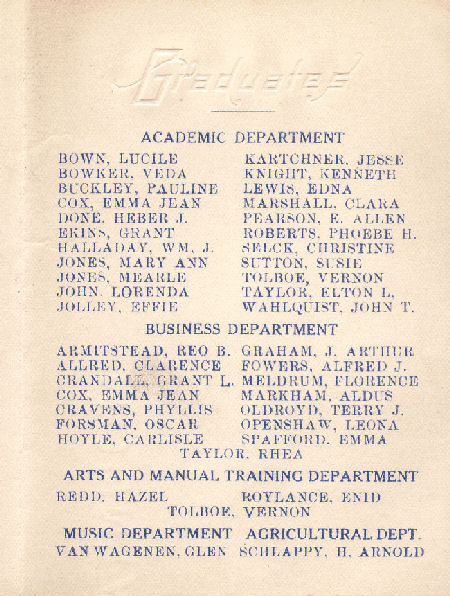 Graduates
ACADEMIC DEPARTMENT
BOWN, LUCILE KARTCHNER, JESSE
BOWKER, VEDA KNIGHT, KENNETH
BUCKLEY, PAULINE LEWIS, EDNA
COX, EMMA JEAN MARSHALL, CLARA
DONE, HEBER J. PEARSON, E. ALLEN
EKINS, GRANT ROBERTS, PHOEBE H.
HALLADAY, WM. J. SELCK, CHRISTINE
JONES, MARY ANN SUTTON, SUSIE
JONES, MEARLE TOLBOE, VERNON
JOHN, LORENDA TAYLOR, ELTON L,
JOLLEY, EFFIE WAHLQUIST, JOHN T.
BUSINESS DEPARTMENT
ARMITSTEAD, REO B. GRAHAM, J. ARTHUR
ALLRED, CLARENCE FOWERS, ALFRED J.
CRANDALL, GRANT L. MELDRUM, FLORENCE
COX, EMMA JEAN MARKHAM, ALDUS
CRAVENS, PHYLLIS OLDROYD, TERRY J.
FORSMAN, OSCAR OPENSHAW, LEONA
HOYLE, CARLISLE SPAFFORD, EMMA
TAYLOR, RHEA
ARTS AND MANUAL TRAINING DEPARTMENT
REDD, HAZEL ROYLANCE, ENID
TOLBOE, VERNON
MUSIC DEPARTMENT AGRICULTURAL DEPT.
VAN WAGENEN, GLEN SCHLAPPY, H. ARNOLD